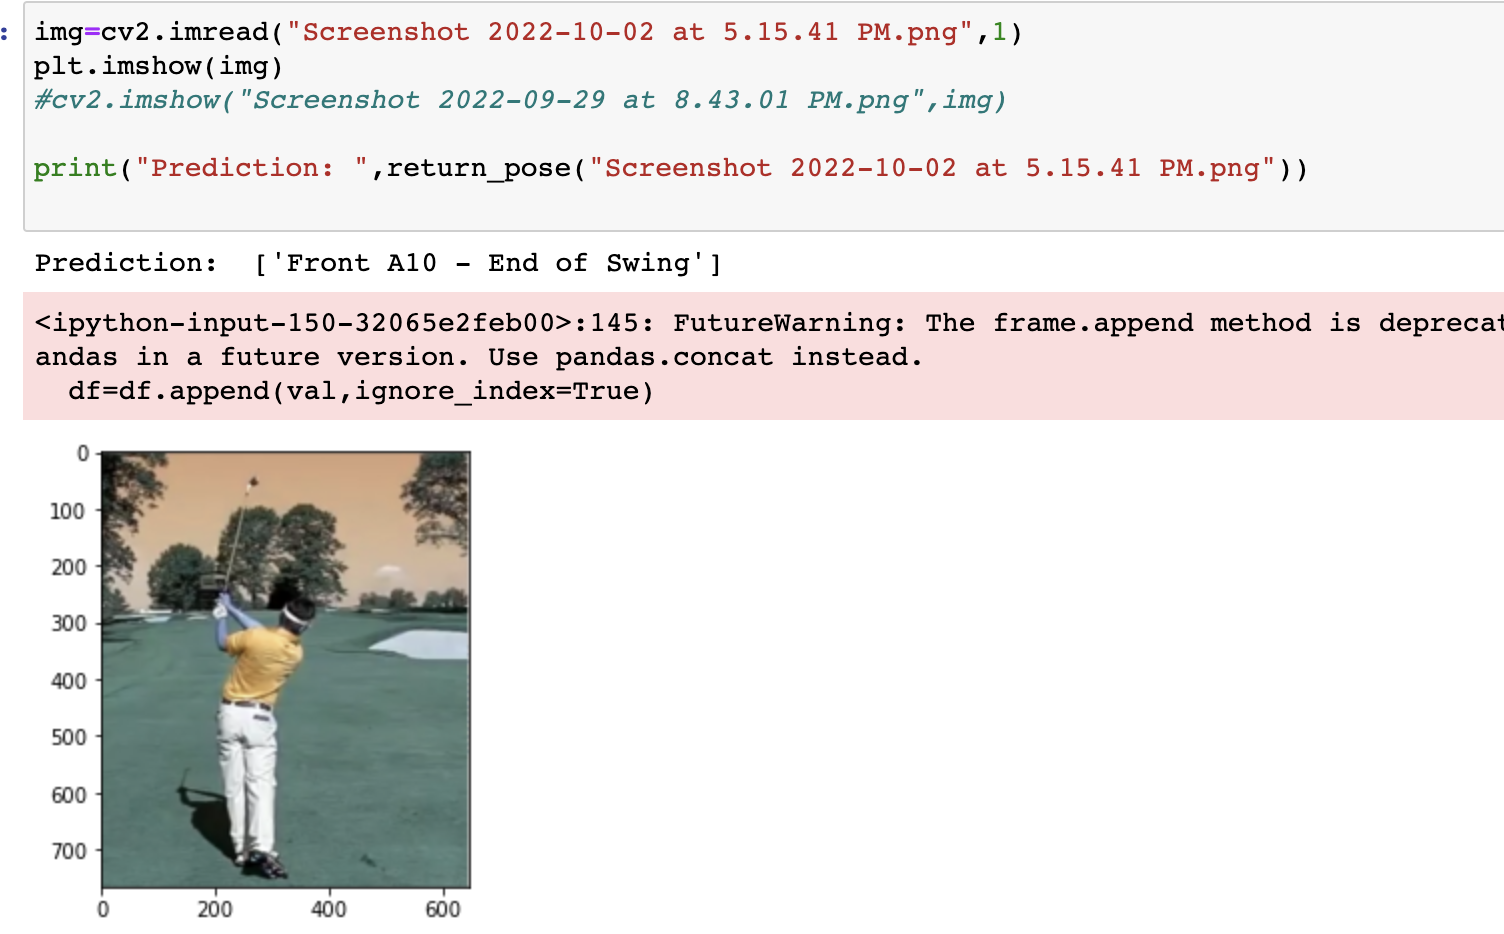 :
img=cv2.imread("Screenshot 2022-10-02 at 5.15.41 PM.png",1)
plt.imshow(img)
#cv2.imshow("Screenshot 2022-09-29 at 8.43.01 PM.png",img)
print("Prediction: ",return_pose("Screenshot 2022-10-02 at 5.15.41 PM.png"))
Prediction:  ['Front A10 - End of Swing']
<ipython-input-150-32065e2feb00>:145: FutureWarning: The frame.append method is deprecat
andas in a future version. Use pandas.concat instead.
  df=df.append(val,ignore_index=True)
0
100
200
300
400
500
600
700
0 200 400 600